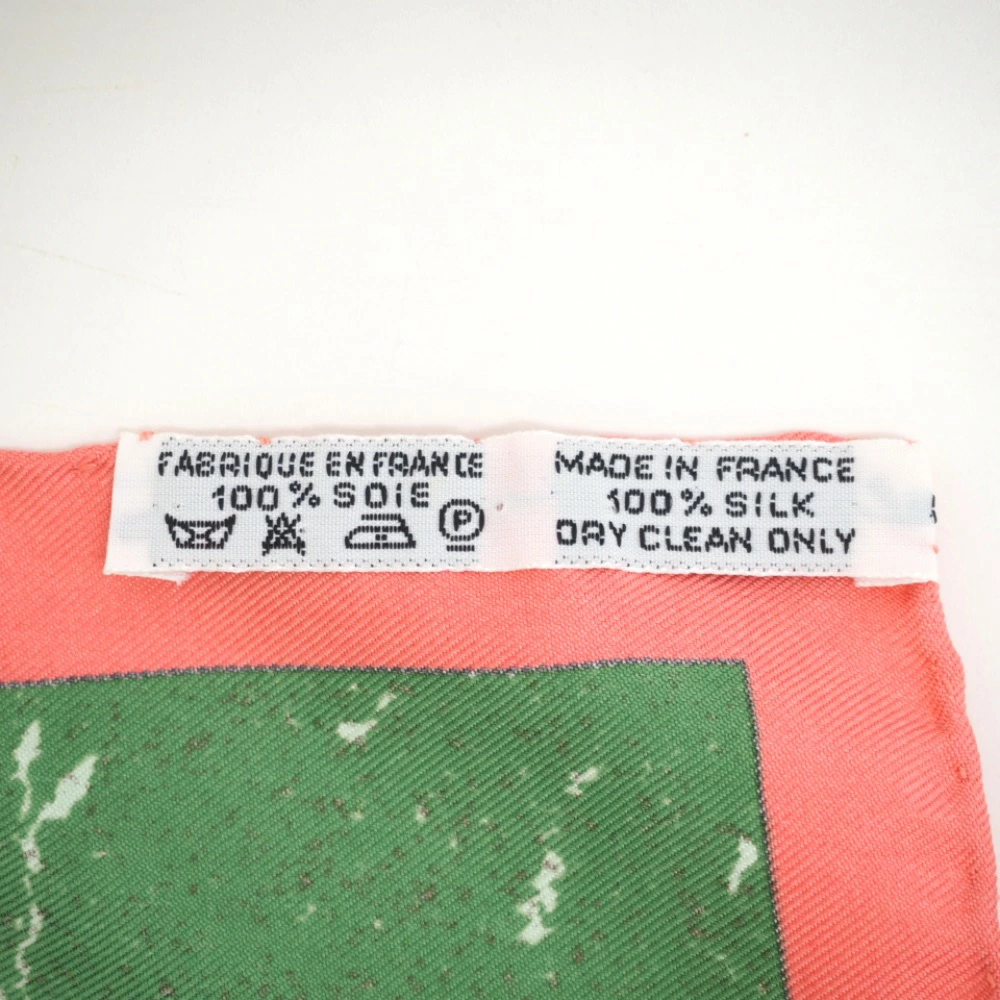 FABRIQUE EN FRANCE
100% SOIE
P
MADE IN FRANCE
100% SILK
DRY CLEAN ONLY